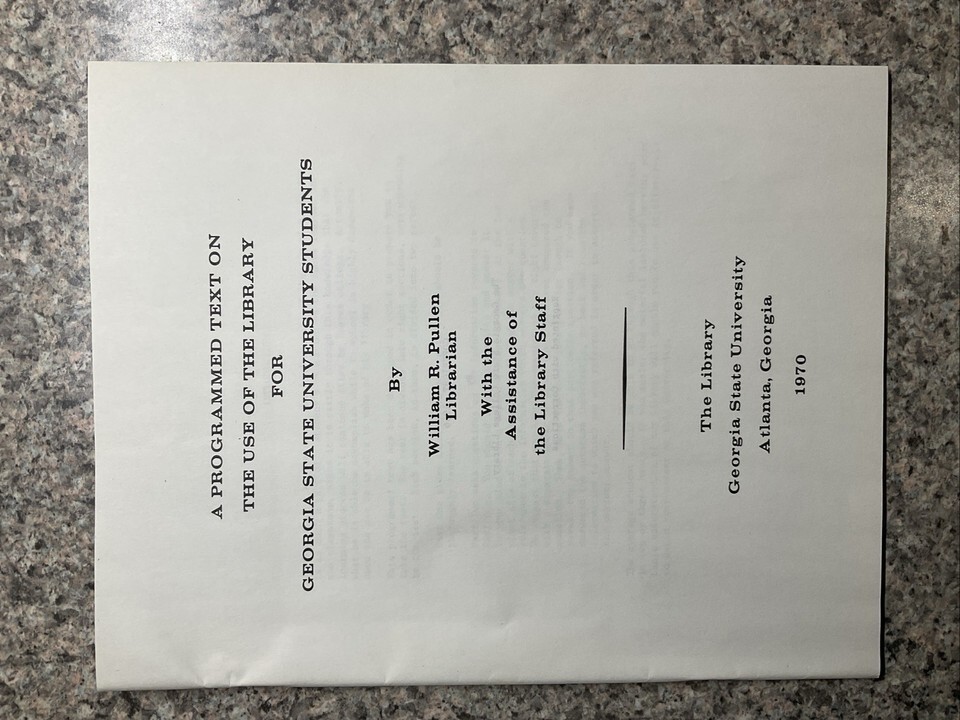 A PROGRAMMED TEXT ON
THE USE OF THE LIBRARY
FOR
GEORGIA STATE UNIVERSITY STUDENTS
By
William R. Pullen
Librarian
With the
Assistance of
the Library Staff
The Library
Georgia State University
Atlanta, Georgia
1970